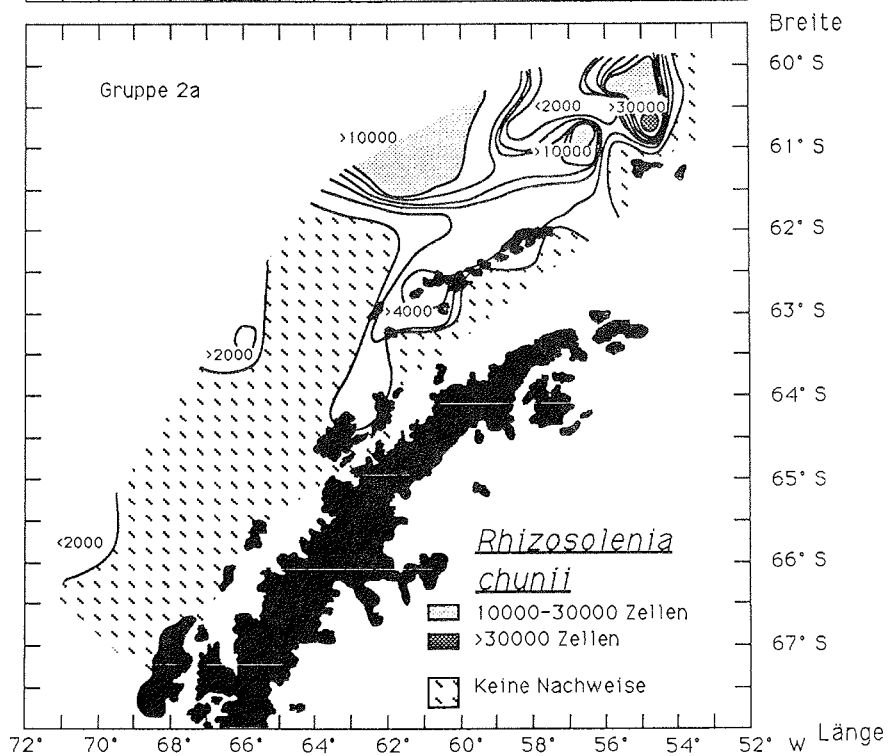 Breite
60° S
Gruppe 2a
<2000
>30000
>10000
61° S
>10000
62° S
>4000
63° S
>2000
64° S
65° S
<2000
Rhizosolenia
chunii
66° S
10000-30000 Zellen
>30000 Zellen
67° S
Keine Nachweise
72° 70° 68° 66° 64° 62° 60° 58° 56° 54° 52° W Länge